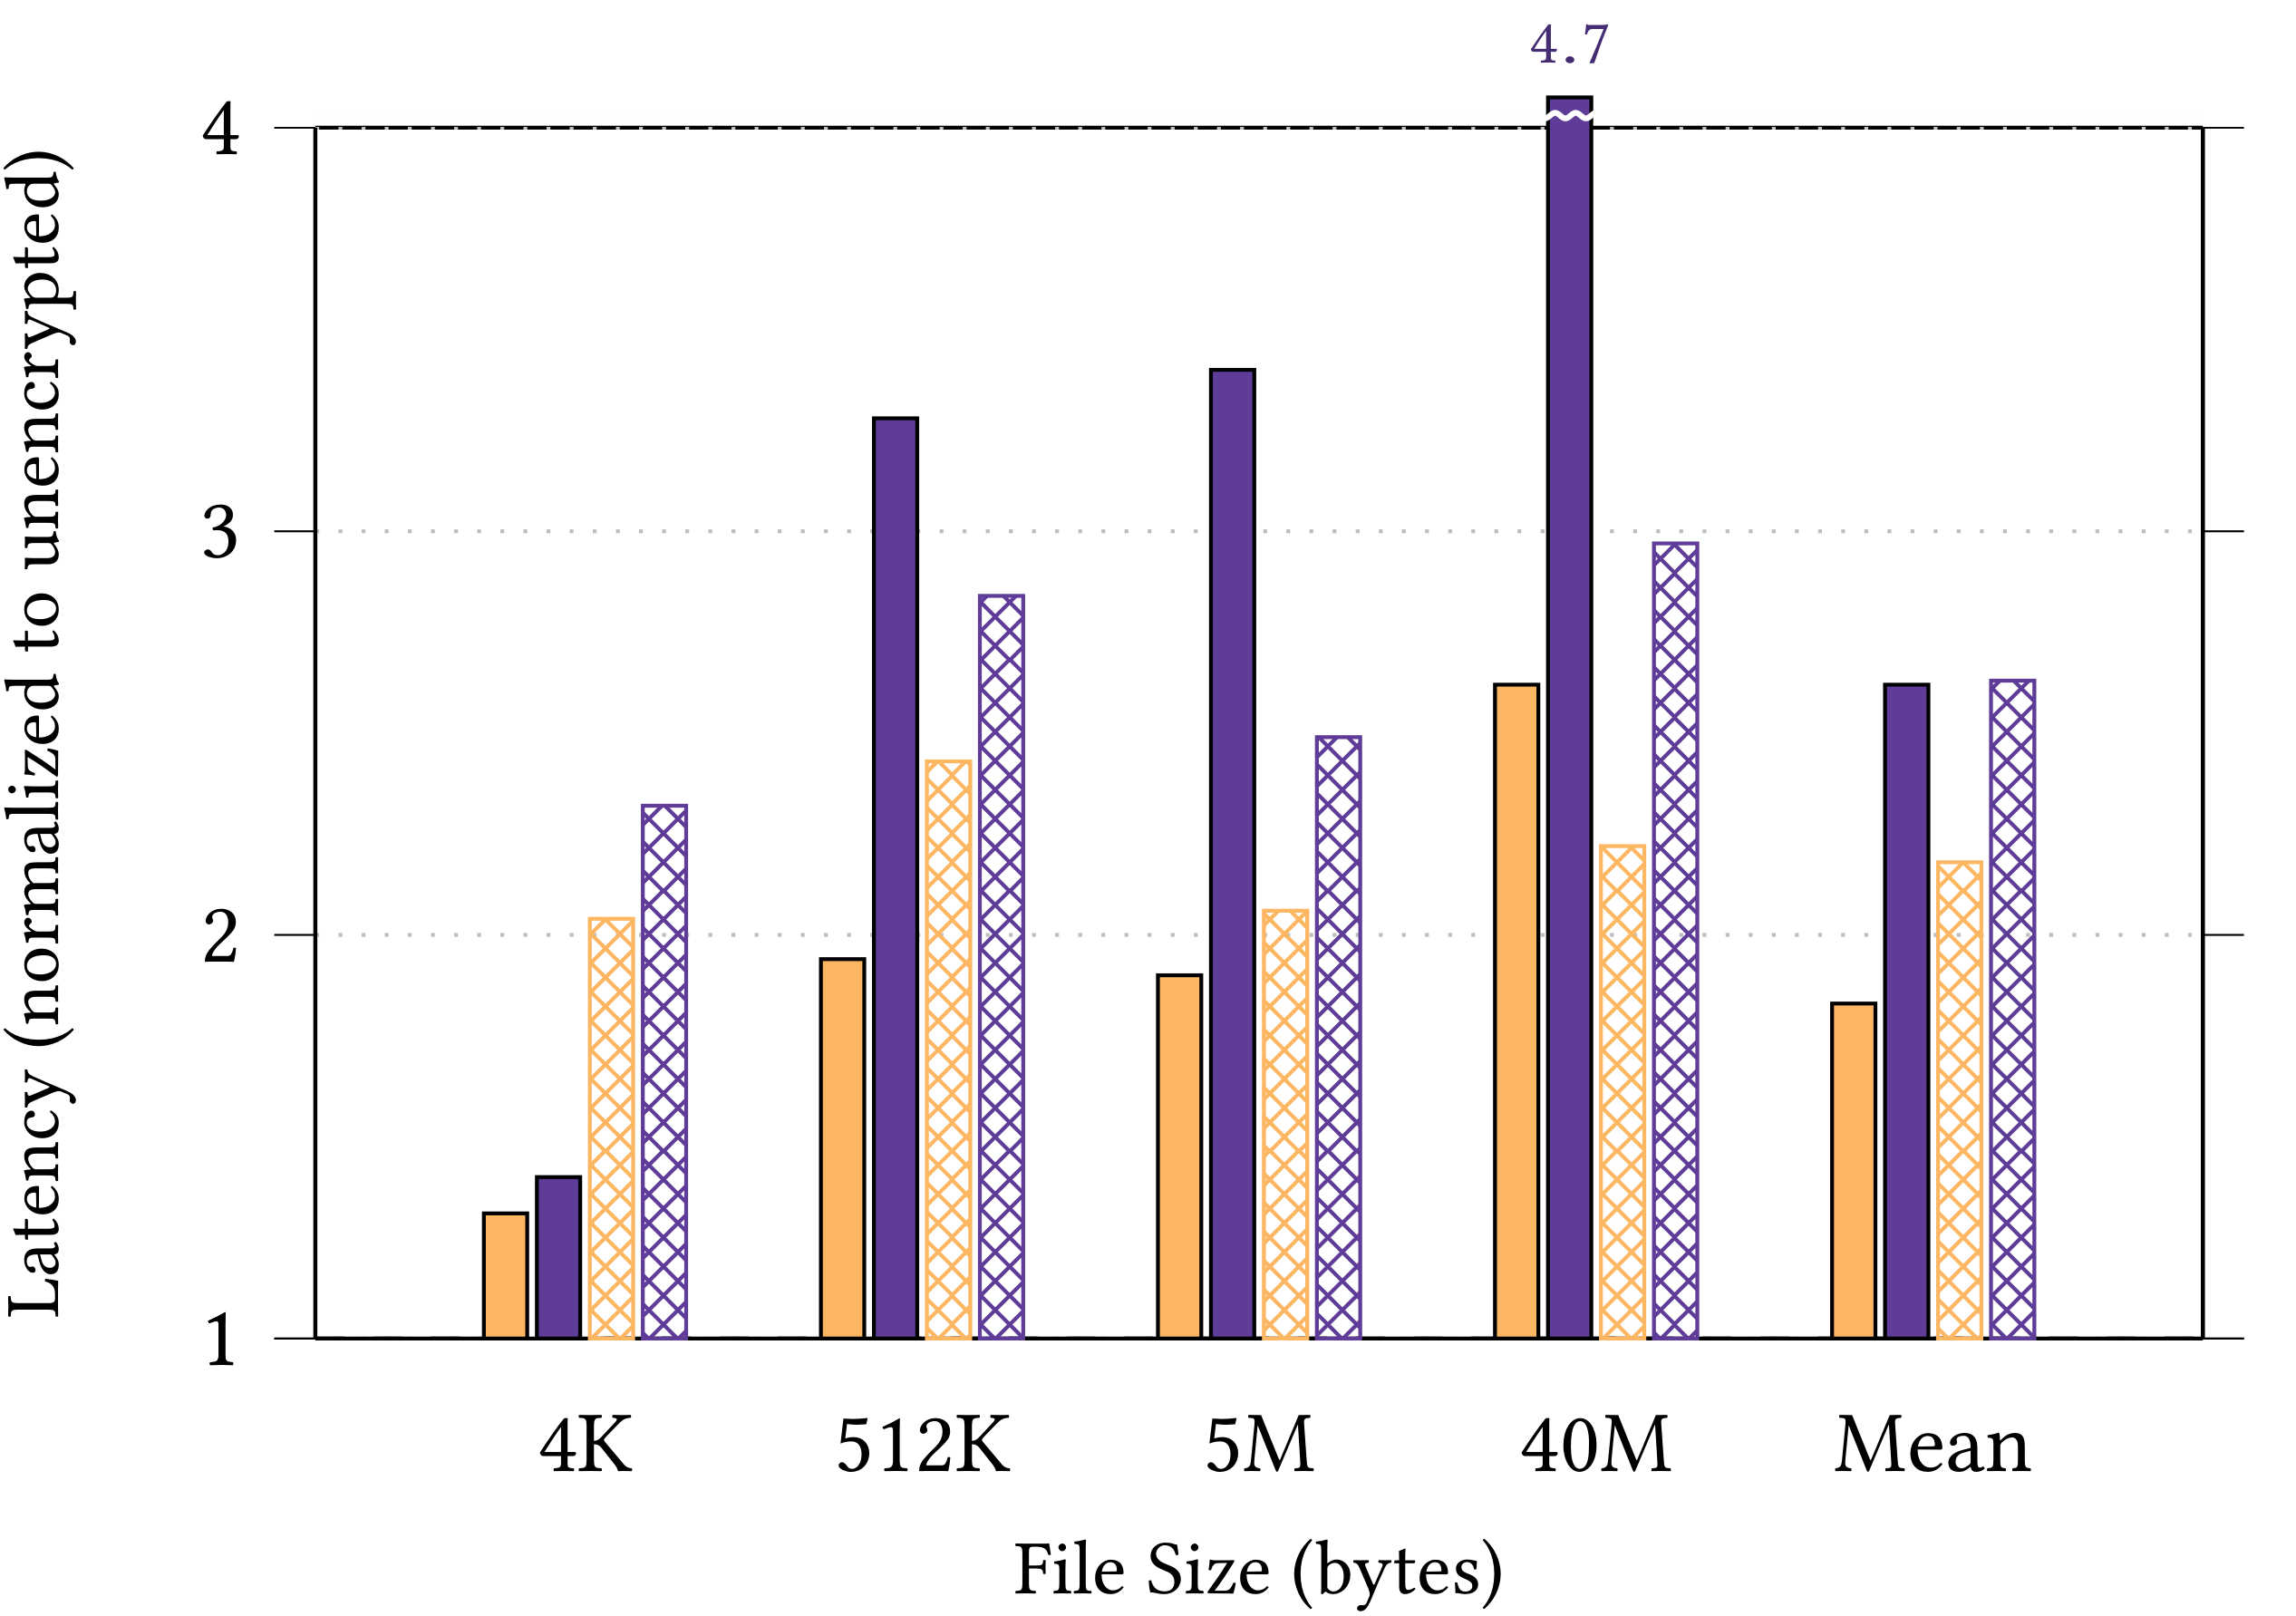 4.7
Latency (normalized to unencrypted)
4
3
2
1
4K 512K 5M 40M Mean
File Size (bytes)